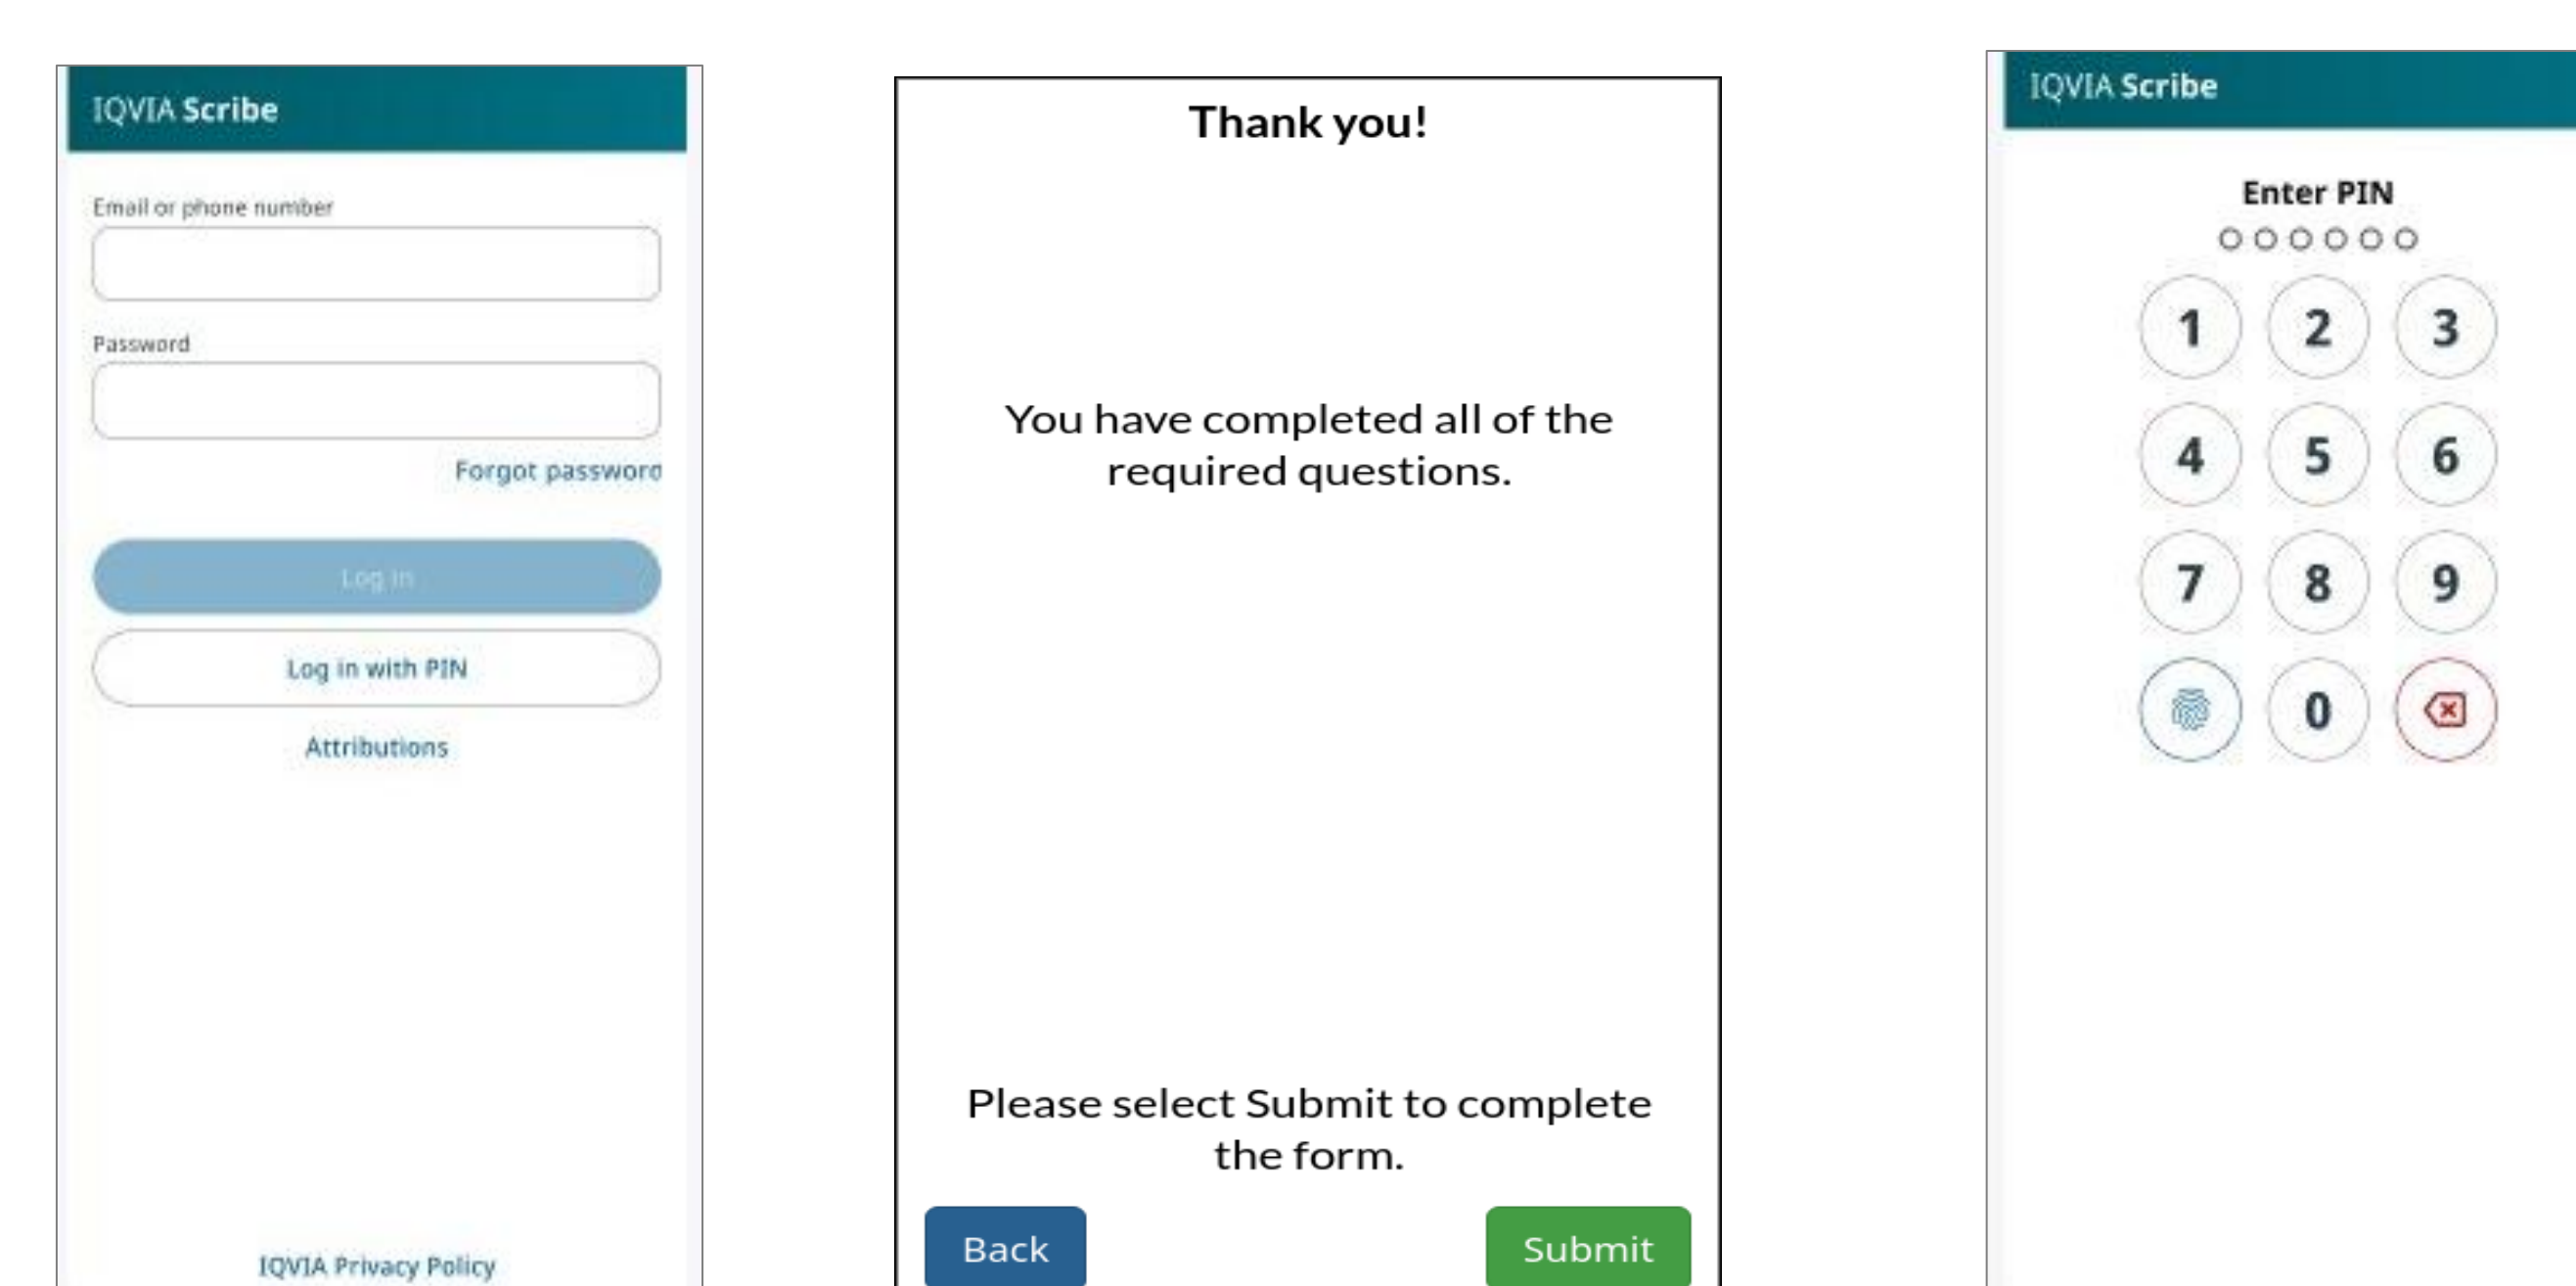 IQVIA Scribe
Email or phone number
Password
Forgot password
Log in
Log in with PIN
Attributions
IQVIA Privacy Policy
Thank you!
You have completed all of the
required questions.
Please select Submit to complete
the form.
Back
Submit
IQVIA Scribe
Enter PIN
1 2 3
4 5 6
7 8 9
0